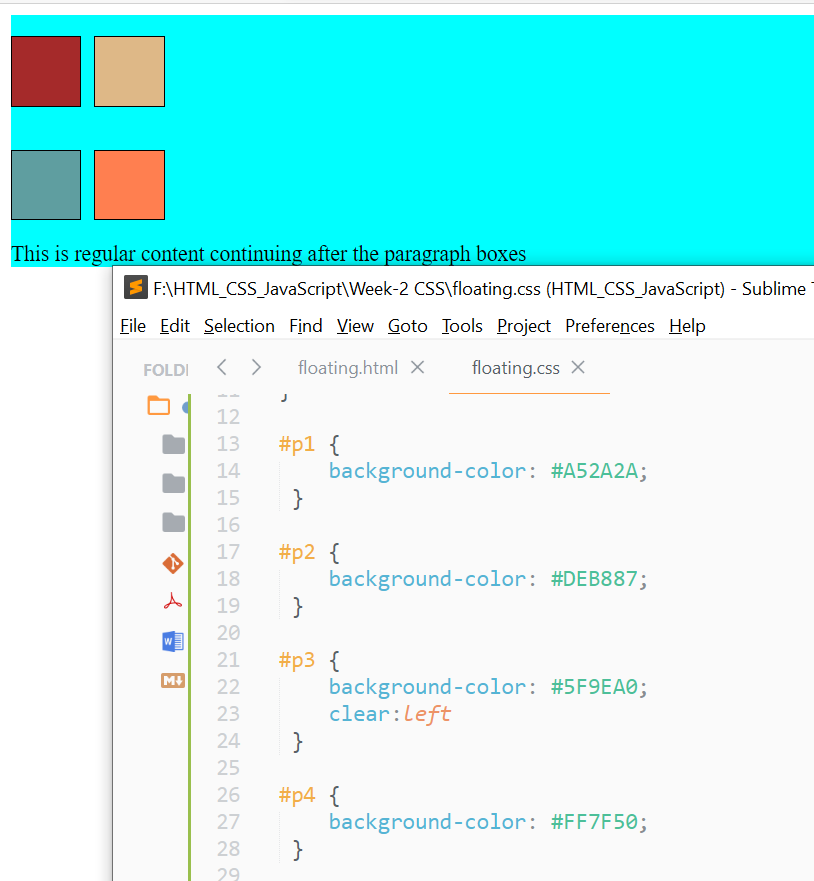 This is regular content continuing after the paragraph boxes
F:\HTML_CSS_JavaScript\Week-2 CSS\floating.css (HTML_CSS_JavaScript) - Sublime
File Edit Selection Find View Goto Tools Project Preferences Help
FOLD
floating.html
floating.css
11 }
12
13 #p1 {
14 background-color: #A52A2A;
15 }
16
17 #p2 {
18 background-color: #DEB887;
19 }
20
21 #p3 {
22 background-color: #5F9EA0;
23 clear:left
24 }
25
26 #p4 {
27 background-color: #FF7F50;
28 }
29